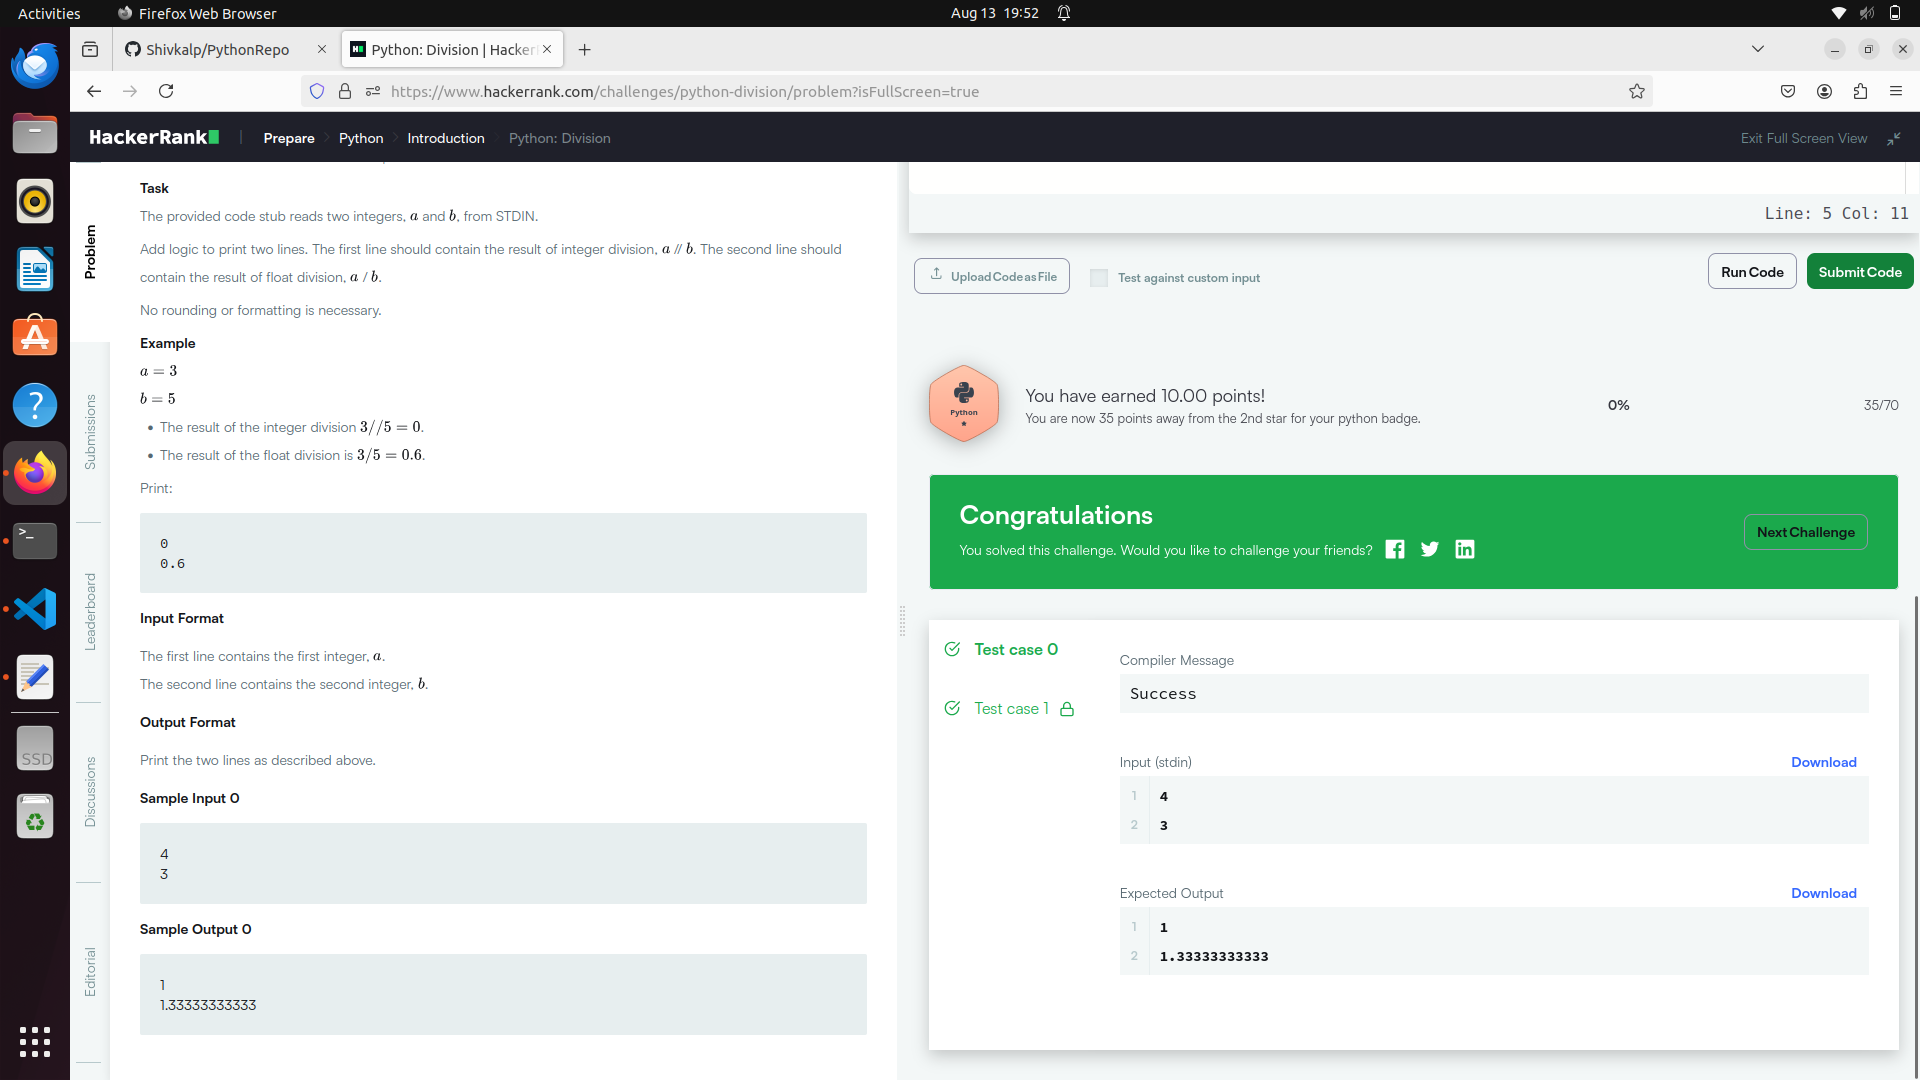 Activities
Firefox Web Browser
Aug 13 19:52
Shivkalp/PythonRepo
Python: Division | Hacker
https://www.hackerrank.com/challenges/python-division/problem?isFullScreen=true
HackerRank
Prepare
Python
Introduction
Python: Division
Exit Full Screen View
Problem
Submissions
Leaderboard
Discussions
Editorial
Task
The provided code stub reads two integers, a and b, from STDIN.
Add logic to print two lines. The first line should contain the result of integer division, a // b. The second line should
contain the result of float division, a / b.
No rounding or formatting is necessary.
Example
a = 3
b = 5
• The result of the integer division 3//5 = 0.
• The result of the float division is 3/5 = 0.6.
Print:
0
0.6
Input Format
The first line contains the first integer, a.
The second line contains the second integer, b.
Output Format
Print the two lines as described above.
Sample Input 0
4
3
Sample Output 0
1
1.33333333333
Line: 5 Col: 11
Upload Code as File
Test against custom input
Run Code
Submit Code
Python
You have earned 10.00 points!
You are now 35 points away from the 2nd star for your python badge.
0%
35/70
Congratulations
You solved this challenge. Would you like to challenge your friends?
Next Challenge
Test case 0
Test case 1
Compiler Message
Success
Input (stdin)
Download
1 4
2 3
Expected Output
Download
1 1
2 1.33333333333
SSD